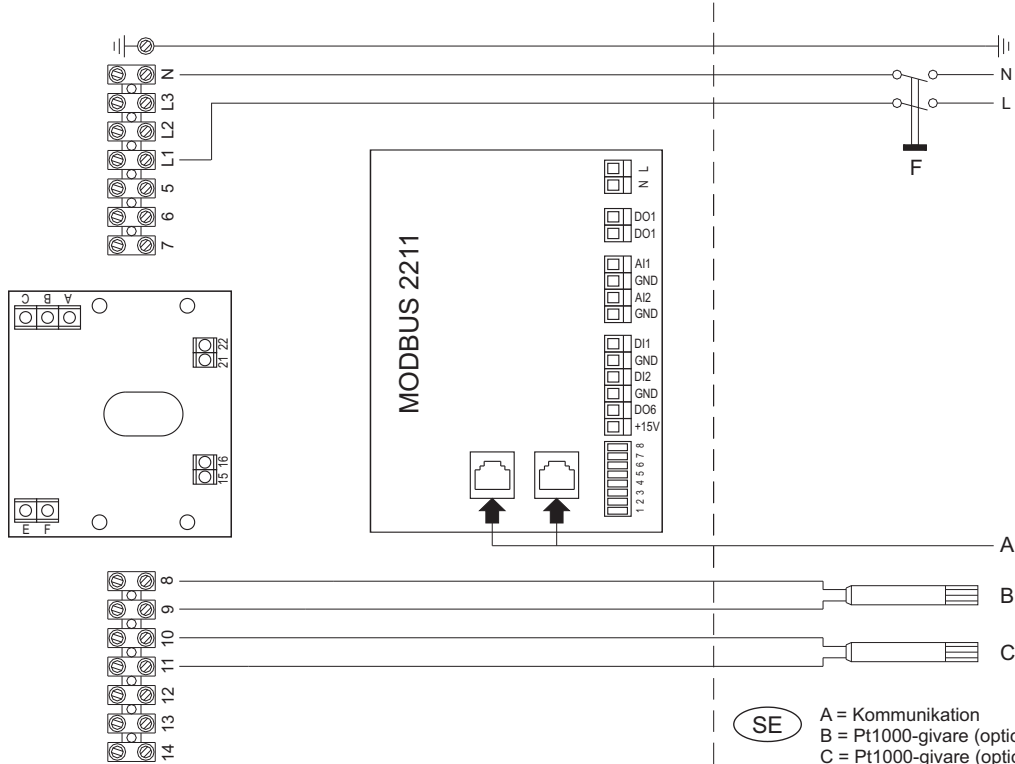 N
L
F
N
L3
L2
L1
5
6
7
MODBUS 2211
N L
DO1
DO1
AI1
GND
AI2
GND
DI1
GND
DI2
GND
DO6
+15V
1 2 3 4 5 6 7 8
C B A
21 22
15 16
E F
A
B
C
8
9
10
11
12
13
14
SE
A = Kommunikation
B = Pt1000-givare
C = Pt1000-givare